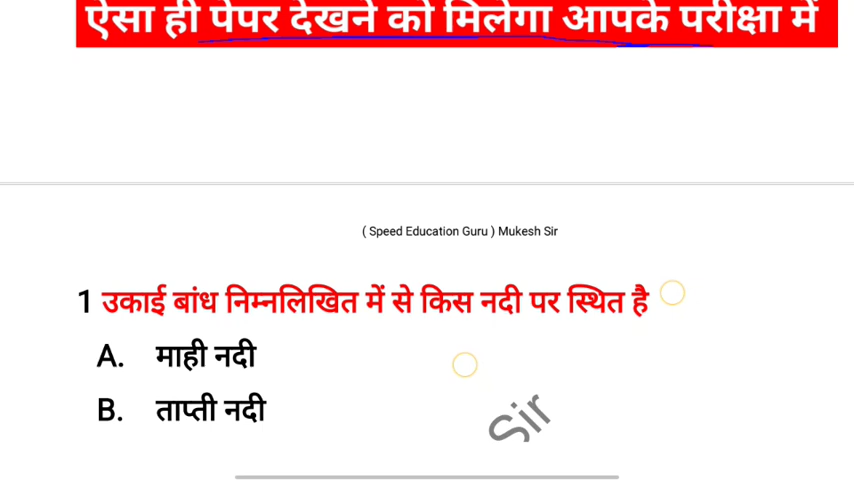 ऐसा ही पेपर देखने को मिलेगा आपके परीक्षा में
( Speed Education Guru ) Mukesh Sir
1 उकाई बांध निम्नलिखित में से किस नदी पर स्थित है
A. माही नदी
B. ताप्ती नदी
Sir